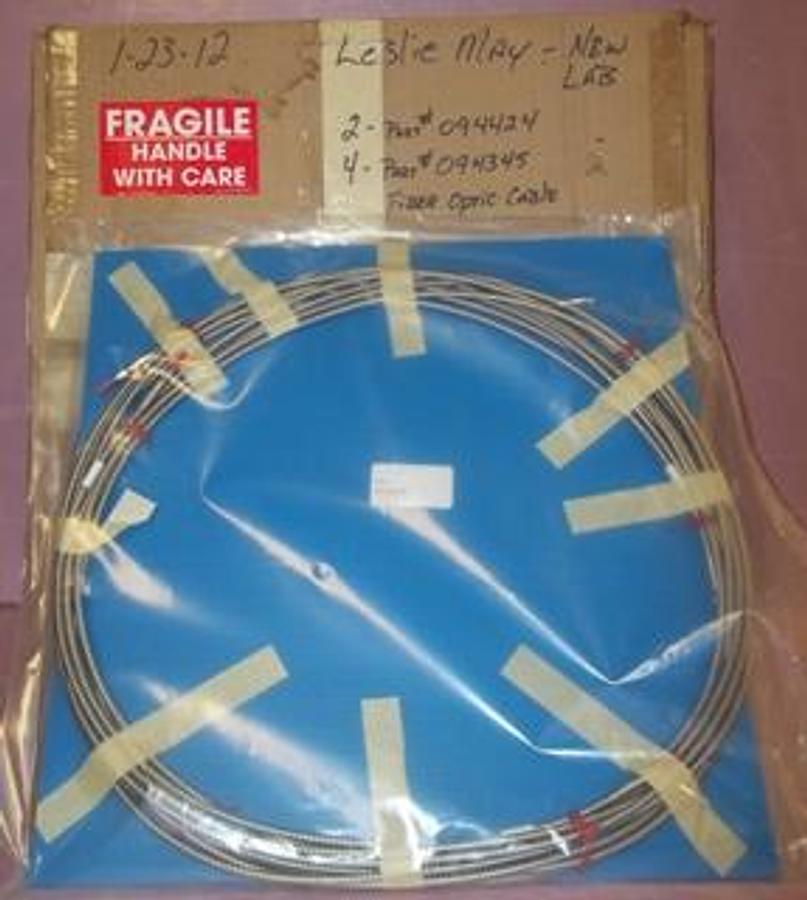 1-23-12
Leslie May - New
LAB
FRAGILE
HANDLE
WITH CARE
2 - Part# 094424
4 - Part# 094345 2
Fiber Optic Cable